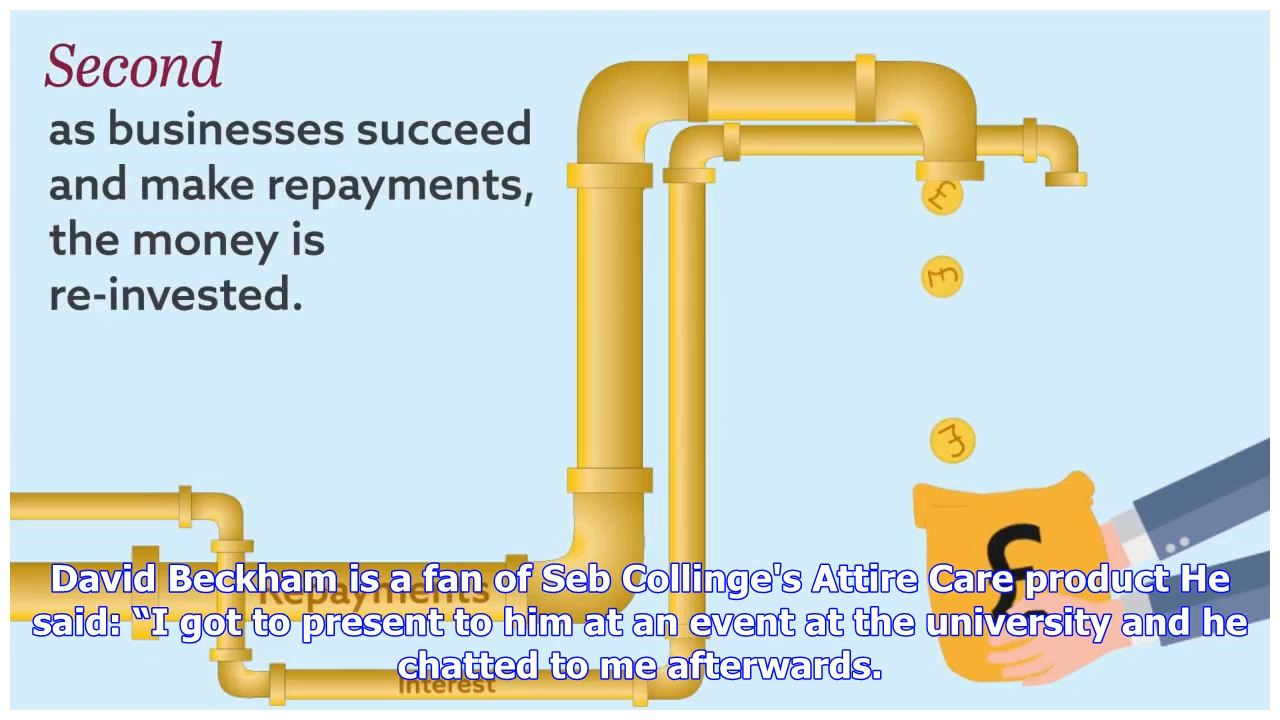 Second
as businesses succeed
and make repayments,
the money is
re-invested.
£
£
£
£
Repayments
David Beckham is a fan of Seb Collinge's Attire Care product He
said: “I got to present to him at an event at the university and he
chatted to me afterwards.
Interest